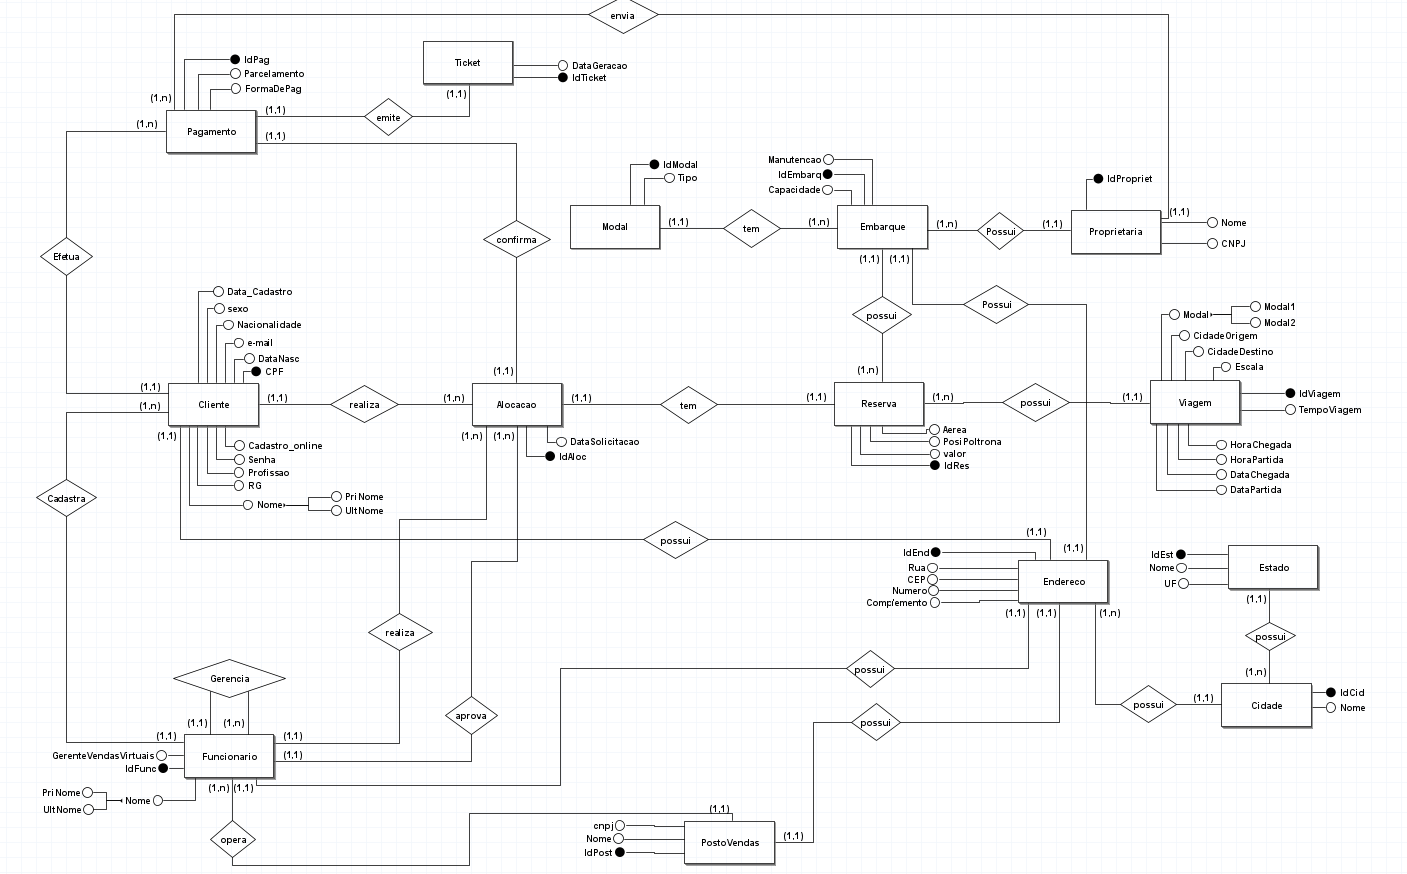 envia
IdPag
Parcelamento
FormaDePag
(1,n)
Ticket
DataGeracao
IdTicket
(1,1)
(1,n)
Pagamento
(1,1)
emite
(1,1)
IdModal
Tipo
Manutencao
IdEmbarq
Capacidade
IdPropriet
Modal
(1,1)
tem
(1,n)
Embarque
(1,n)
Possui
(1,1)
Proprietaria
(1,1)
Nome
CNPJ
confirma
Efetua
(1,1)
(1,1)
Possui
possui
Data_Cadastro
sexo
Nacionalidade
e-mail
DataNasc
CPF
Modal
Modal1
Modal2
CidadeOrigem
CidadeDestino
Escala
(1,1)
(1,1)
(1,n)
(1,n)
Cliente
(1,1)
realiza
(1,n)
Alocacao
(1,1)
tem
(1,1)
Reserva
(1,n)
possui
(1,1)
Viagem
IdViagem
TempoViagem
(1,1)
(1,n)
(1,n)
DataSolicitacao
IdAloc
Aerea
PosiPoltrona
valor
IdRes
HoraChegada
HoraPartida
DataChegada
DataPartida
Cadastro_online
Senha
Profissao
RG
Nome
PriNome
UltNome
Cadastra
possui
(1,1)
(1,1)
IdEnd
Rua
CEP
Numero
Complemento
Endereco
(1,1)
(1,1)
(1,n)
IdEst
Nome
UF
Estado
(1,1)
possui
(1,n)
realiza
possui
Gerencia
(1,1)
(1,n)
aprova
possui
possui
(1,1)
Cidade
IdCid
Nome
(1,1)
(1,1)
(1,1)
Funcionario
GerenteVendasVirtuais
IdFunc
PriNome
UltNome
Nome
(1,n)
(1,1)
opera
(1,1)
cnpj
Nome
IdPost
PostoVendas
(1,1)